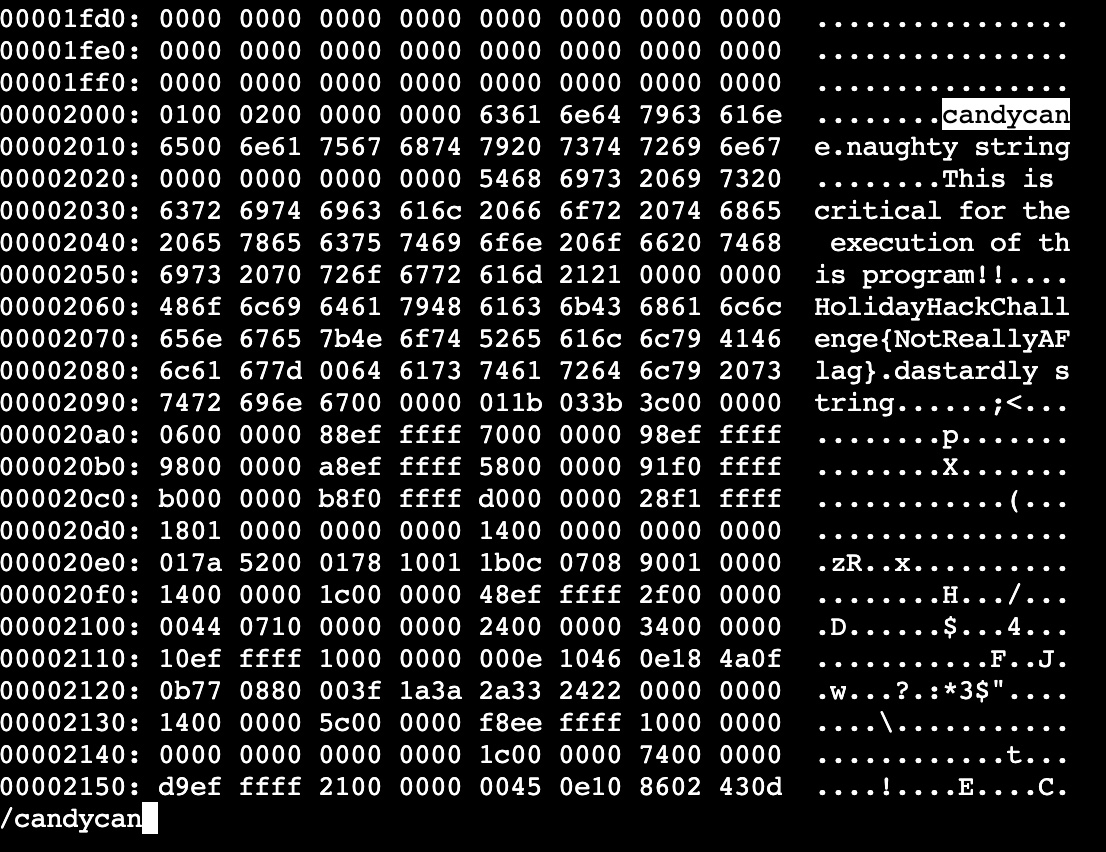 00001fd0: 0000 0000 0000 0000 0000 0000 0000 0000  ................
00001fe0: 0000 0000 0000 0000 0000 0000 0000 0000  ................
00001ff0: 0000 0000 0000 0000 0000 0000 0000 0000  ................
00002000: 0100 0200 0000 0000 6361 6e64 7963 616e  ........candycan
00002010: 6500 6e61 7567 6874 7920 7374 7269 6e67  e.naughty string
00002020: 0000 0000 0000 0000 5468 6973 2069 7320  ........This is 
00002030: 6372 6974 6963 616c 2066 6f72 2074 6865  critical for the
00002040: 2065 7865 6375 7469 6f6e 206f 6620 7468   execution of th
00002050: 6973 2070 726f 6772 616d 2121 0000 0000  is program!!....
00002060: 486f 6c69 6461 7948 6163 6b43 6861 6c6c  HolidayHackChall
00002070: 656e 6765 7b4e 6f74 5265 616c 6c79 4146  enge{NotReallyAF
00002080: 6c61 677d 0064 6173 7461 7264 6c79 2073  lag}.dastardly s
00002090: 7472 696e 6700 0000 011b 033b 3c00 0000  tring......;<...
000020a0: 0600 0000 88ef ffff 7000 0000 98ef ffff  ........p.......
000020b0: 9800 0000 a8ef ffff 5800 0000 91f0 ffff  ........X.......
000020c0: b000 0000 b8f0 ffff d000 0000 28f1 ffff  ............(...
000020d0: 1801 0000 0000 0000 1400 0000 0000 0000  ................
000020e0: 017a 5200 0178 1001 1b0c 0708 9001 0000  .zR..x..........
000020f0: 1400 0000 1c00 0000 48ef ffff 2f00 0000  ........H.../...
00002100: 0044 0710 0000 0000 2400 0000 3400 0000  .D......$...4...
00002110: 10ef ffff 1000 0000 000e 1046 0e18 4a0f  ...........F..J.
00002120: 0b77 0880 003f 1a3a 2a33 2422 0000 0000  .w...?.:*3$"....
00002130: 1400 0000 5c00 0000 f8ee ffff 1000 0000  ....\...........
00002140: 0000 0000 0000 0000 1c00 0000 7400 0000  ............t...
00002150: d9ef ffff 2100 0000 0045 0e10 8602 430d  ....!....E....C.
/candycan